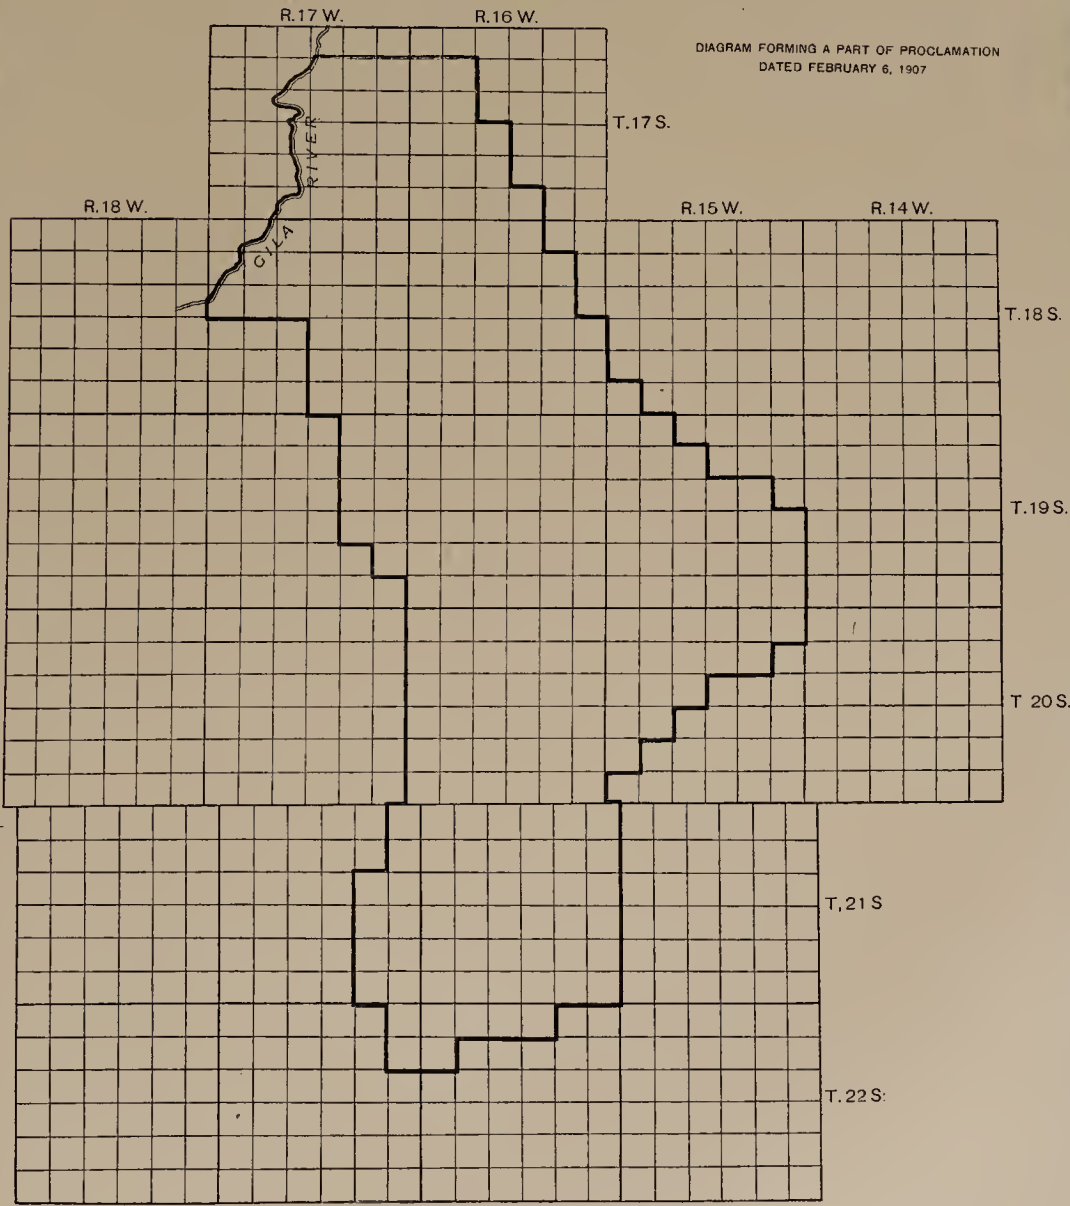 R.17 W.
R.16 W.
DIAGRAM FORMING A PART OF PROCLAMATION
DATED FEBRUARY 6, 1907
T.17 S.
RIVER
GILA
R.18 W.
R.15 W.
R.14 W.
T.18 S.
T.19 S.
T 20 S.
T, 21 S
T. 22 S.